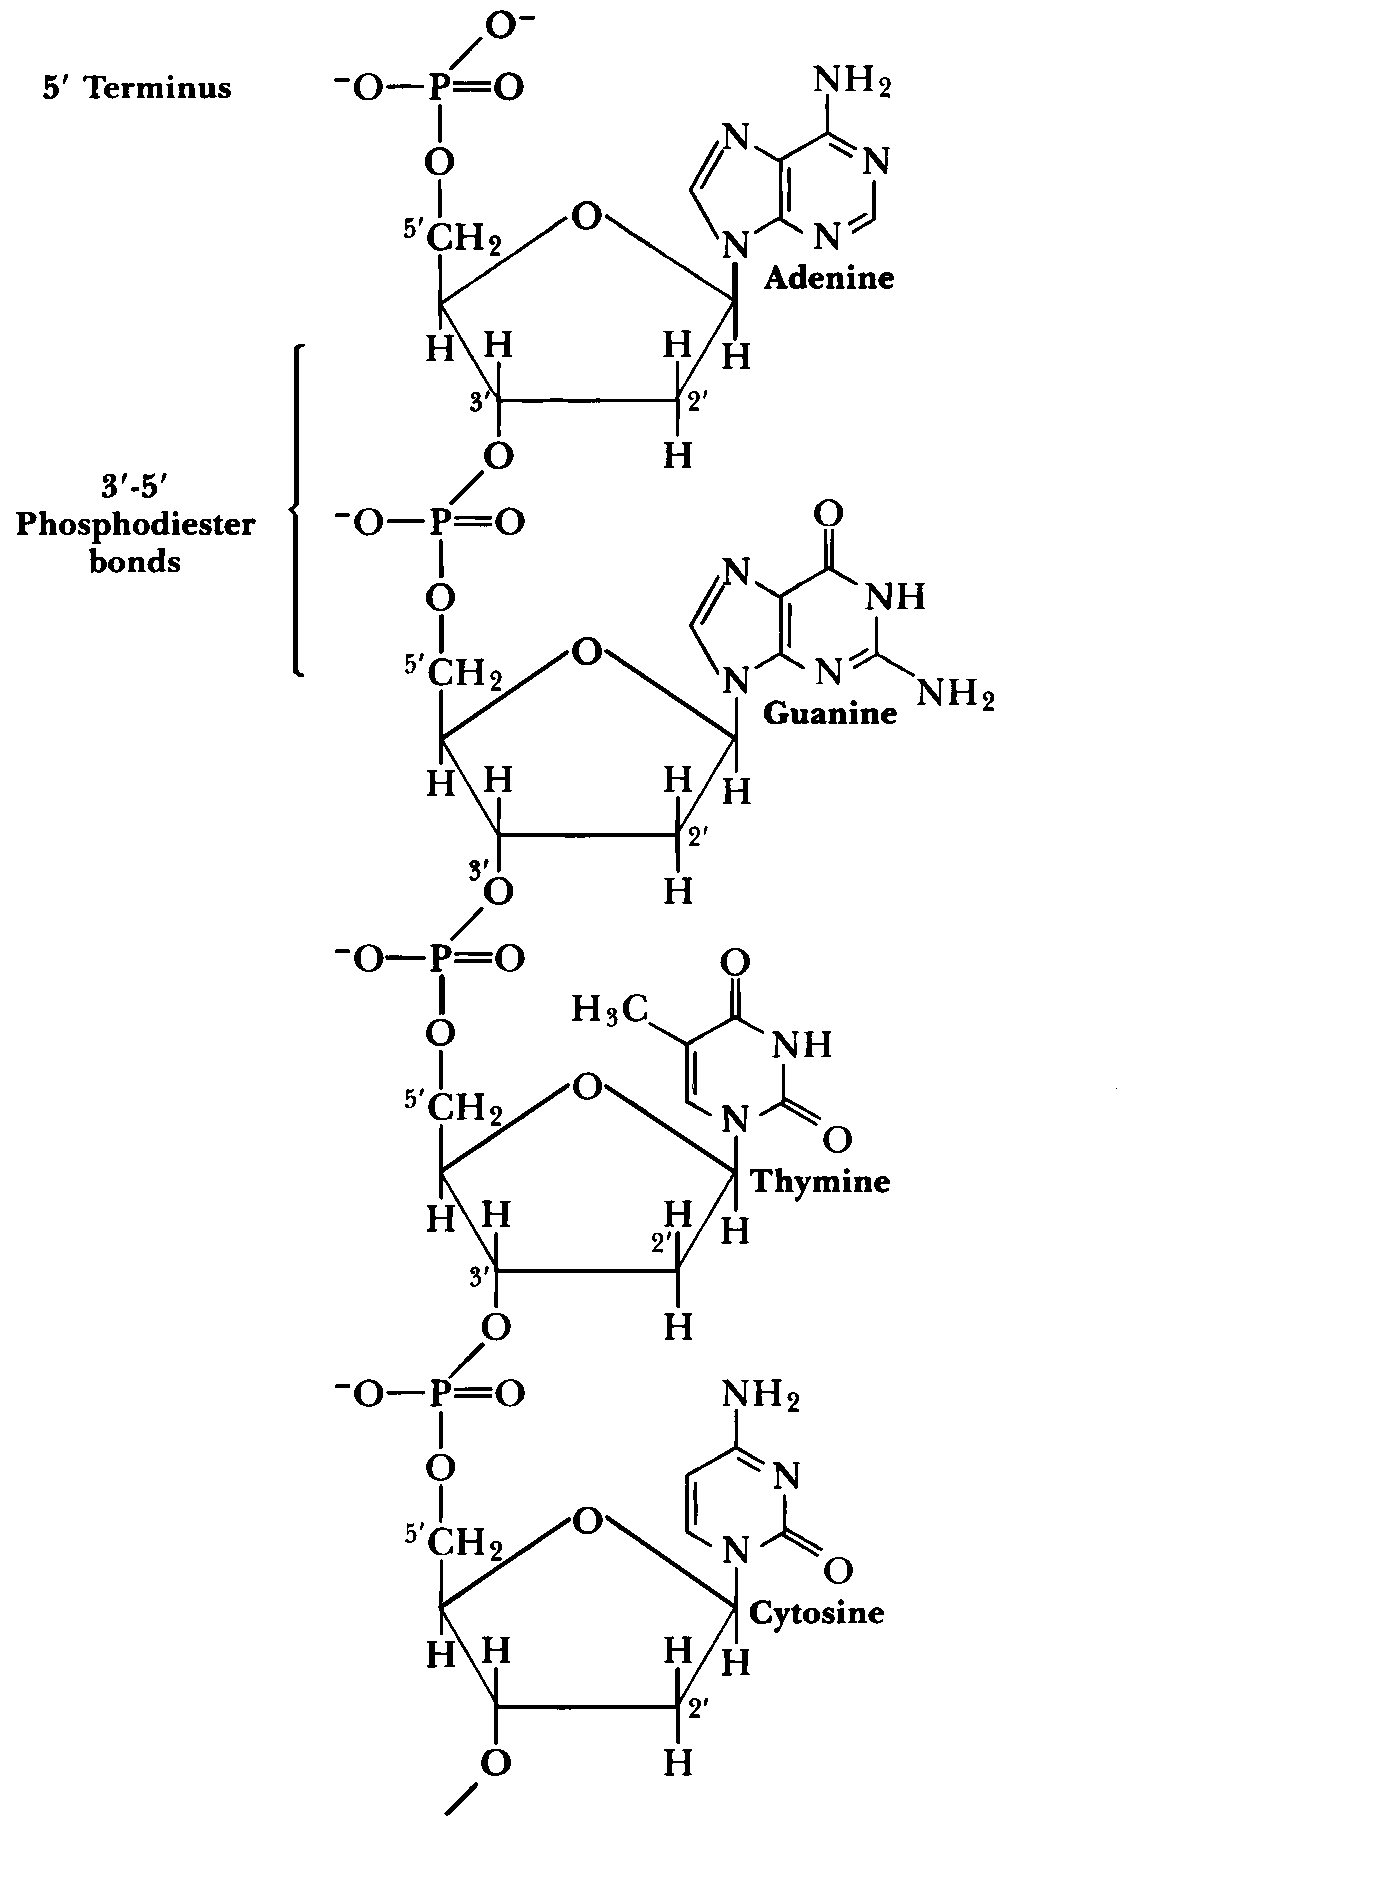 O⁻
5′ Terminus
⁻O P O
NH₂
O
N
N
O
5′
CH₂
N
N
Adenine
H H H H
3′ 2′
O
H
3′-5′
Phosphodiester
bonds
⁻O P O
O
N
NH
O
5′
CH₂
O
N
N
NH₂
Guanine
H H H H
2′
3′
O
H
⁻O P O
O
H₃C
NH
O
5′
CH₂
O
N
O
Thymine
H H H H
2′
3′
O
H
⁻O P O
NH₂
O
N
5′
CH₂
O
N
O
Cytosine
H H H H
2′
O
H